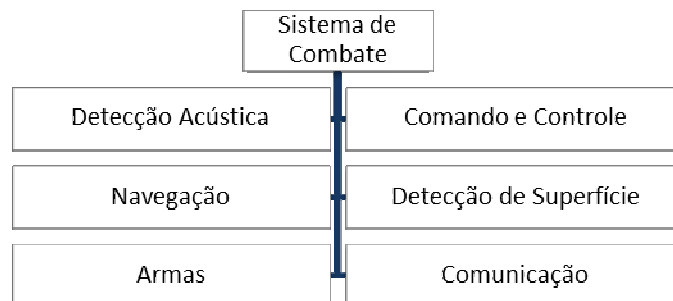 Sistema de
Combate
Detecção Acústica
Comando e Controle
Navegação
Detecção de Superfície
Armas
Comunicação